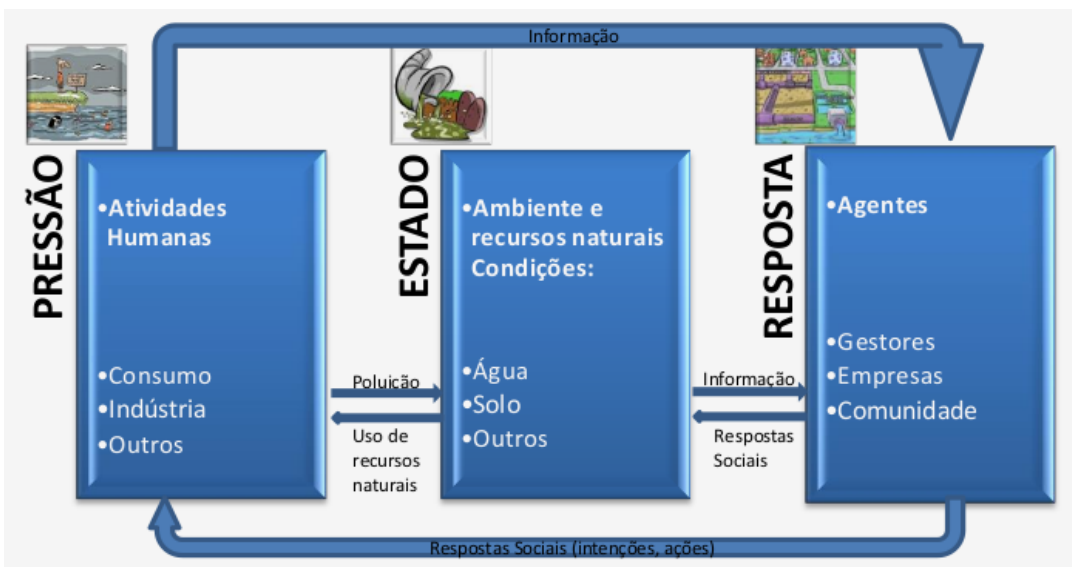 Informação
PRESSÃO
•Atividades
Humanas
•Consumo
•Indústria
•Outros
Poluição
Uso de
recursos
naturais
ESTADO
•Ambiente e
recursos naturais
Condições:
•Água
•Solo
•Outros
Informação
Respostas
Sociais
RESPOSTA
•Agentes
•Gestores
•Empresas
•Comunidade
Respostas Sociais (intenções, ações)